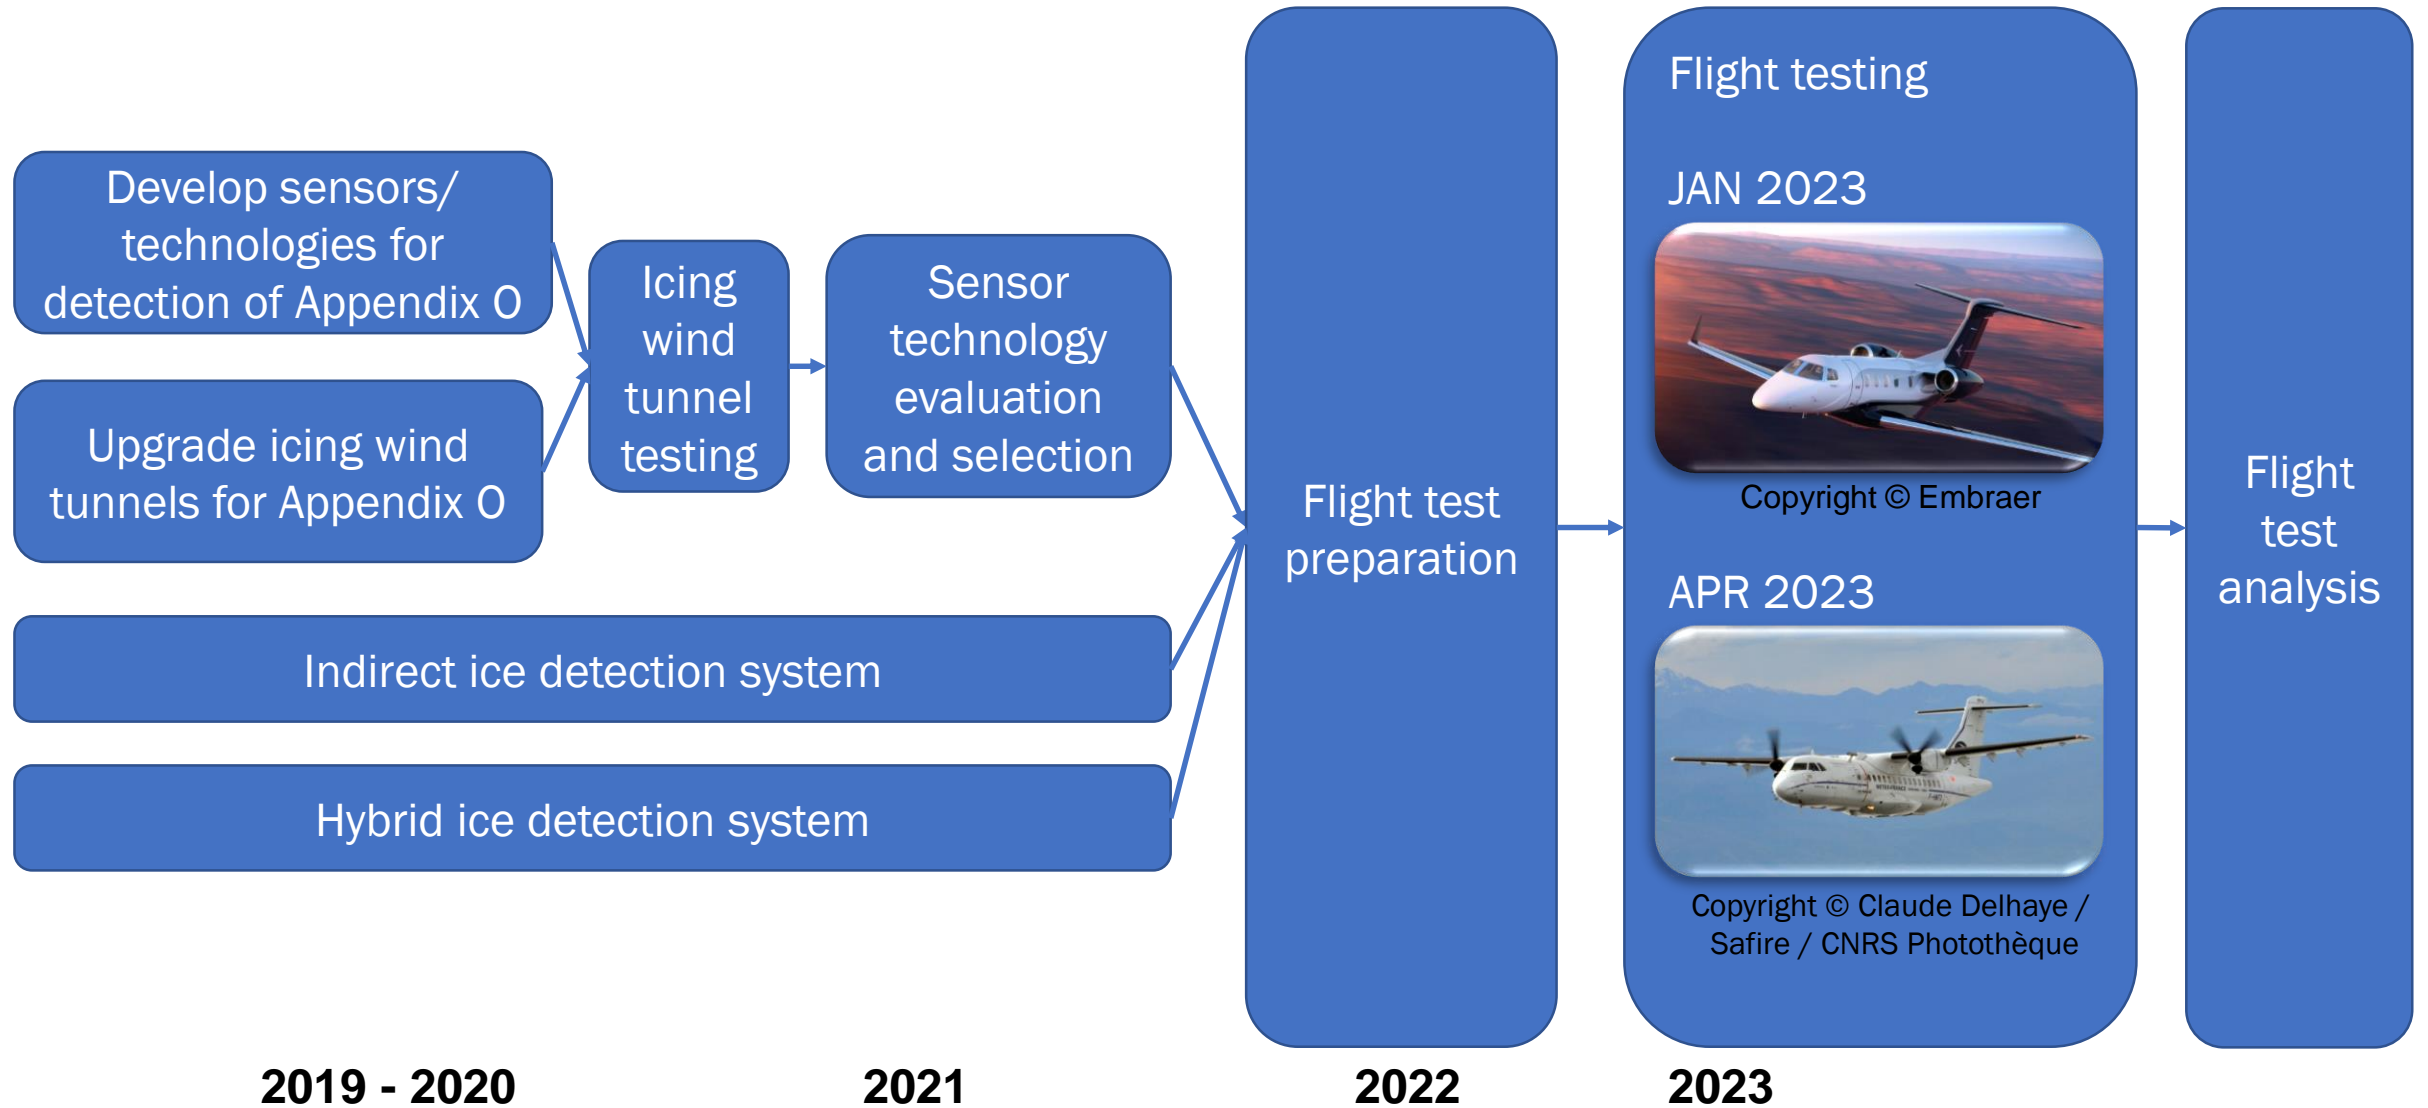 Develop sensors/
technologies for
detection of Appendix O
Upgrade icing wind
tunnels for Appendix O
Icing
wind
tunnel
testing
Sensor
technology
evaluation
and selection
Indirect ice detection system
Hybrid ice detection system
Flight test
preparation
Flight testing
JAN 2023
Copyright © Embraer
APR 2023
Copyright © Claude Delhaye /
Safire / CNRS Photothèque
Flight
test
analysis
2019 - 2020
2021
2022
2023